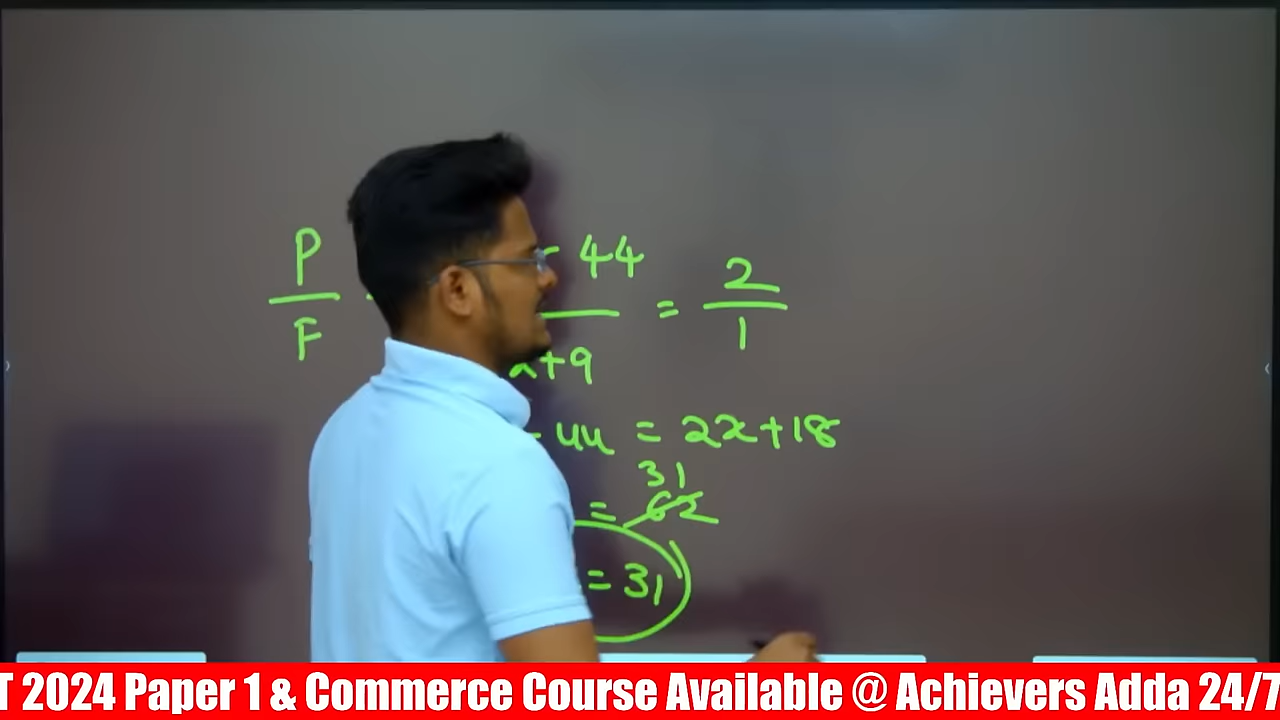 P/F - 44/x+9 = 2/1
- 44 = 2x+18
31
= 62
= 31
T 2024 Paper 1 & Commerce Course Available @ Achievers Adda 24/7